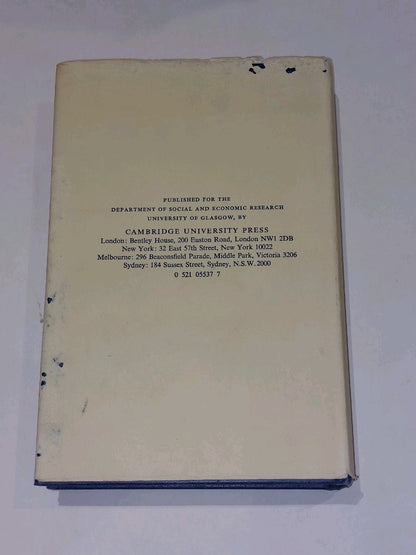 PUBLISHED FOR THE
DEPARTMENT OF SOCIAL AND ECONOMIC RESEARCH
UNIVERSITY OF GLASGOW, BY
CAMBRIDGE UNIVERSITY PRESS
London: Bentley House, 200 Euston Road, London NW1 2DB
New York: 32 East 57th Street, New York 10022
Melbourne: 296 Beaconsfield Parade, Middle Park, Victoria 3206
Sydney: 184 Sussex Street, Sydney, N.S.W. 2000
0 521 05537 7